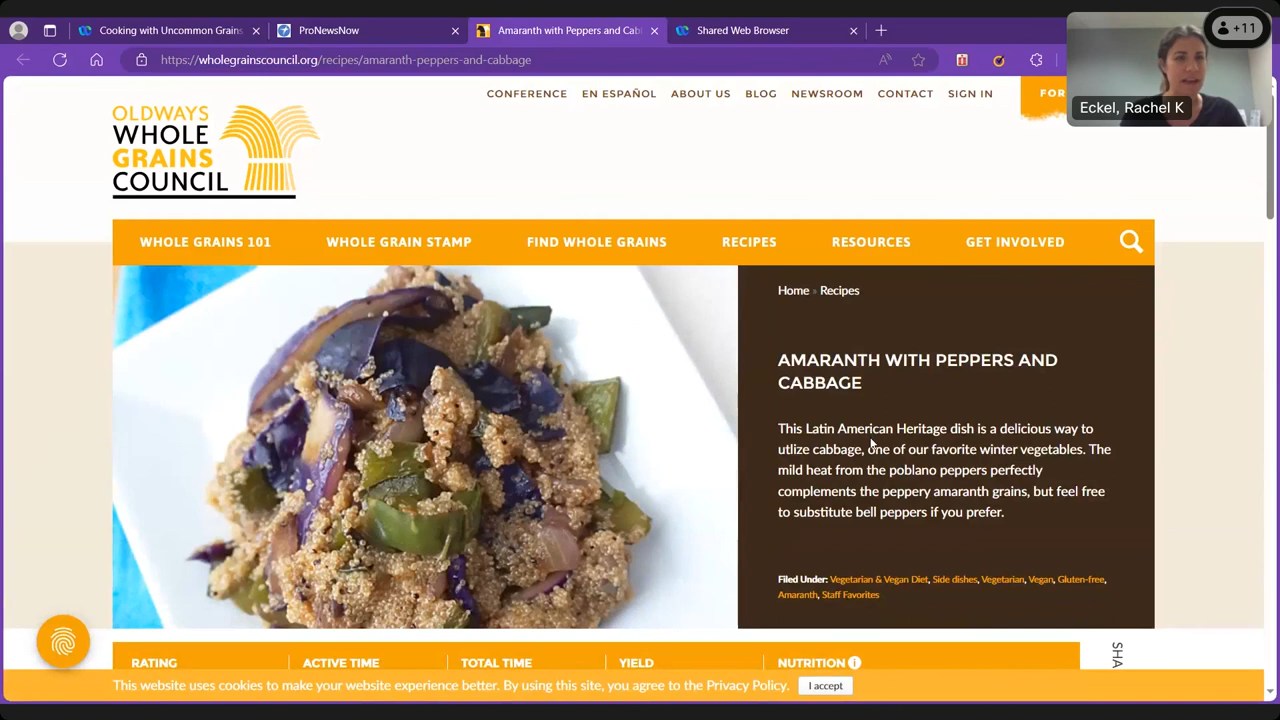 Cooking with Uncommon Grains
ProNewsNow
Amaranth with Peppers and Cab
Shared Web Browser
+11
https://wholegrainscouncil.org/recipes/amaranth-peppers-and-cabbage
Eckel, Rachel K
CONFERENCE EN ESPAÑOL ABOUT US BLOG NEWSROOM CONTACT SIGN IN
FOR
OLDWAYS
WHOLE
GRAINS
COUNCIL
WHOLE GRAINS 101 WHOLE GRAIN STAMP FIND WHOLE GRAINS RECIPES RESOURCES GET INVOLVED
Home » Recipes
AMARANTH WITH PEPPERS AND
CABBAGE
This Latin American Heritage dish is a delicious way to
utlize cabbage, one of our favorite winter vegetables. The
mild heat from the poblano peppers perfectly
complements the peppery amaranth grains, but feel free
to substitute bell peppers if you prefer.
Filed Under: Vegetarian & Vegan Diet, Side dishes, Vegetarian, Vegan, Gluten-free,
Amaranth, Staff Favorites
SHA
RATING ACTIVE TIME TOTAL TIME YIELD NUTRITION
This website uses cookies to make your website experience better. By using this site, you agree to the Privacy Policy. I accept